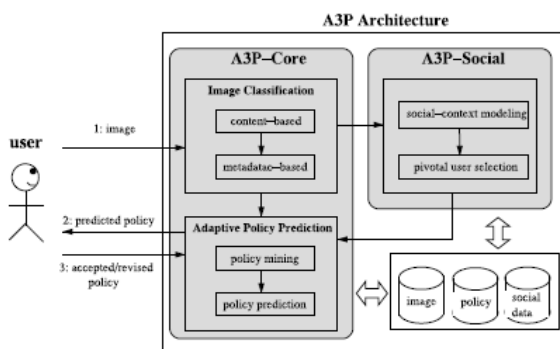 A3P Architecture
A3P–Core
A3P–Social
Image Classification
content–based
metadatac–based
social–context modeling
pivotal user selection
user
1: image
2: predicted policy
3: accepted/revised
policy
Adaptive Policy Prediction
policy mining
policy prediction
image
policy
social
data